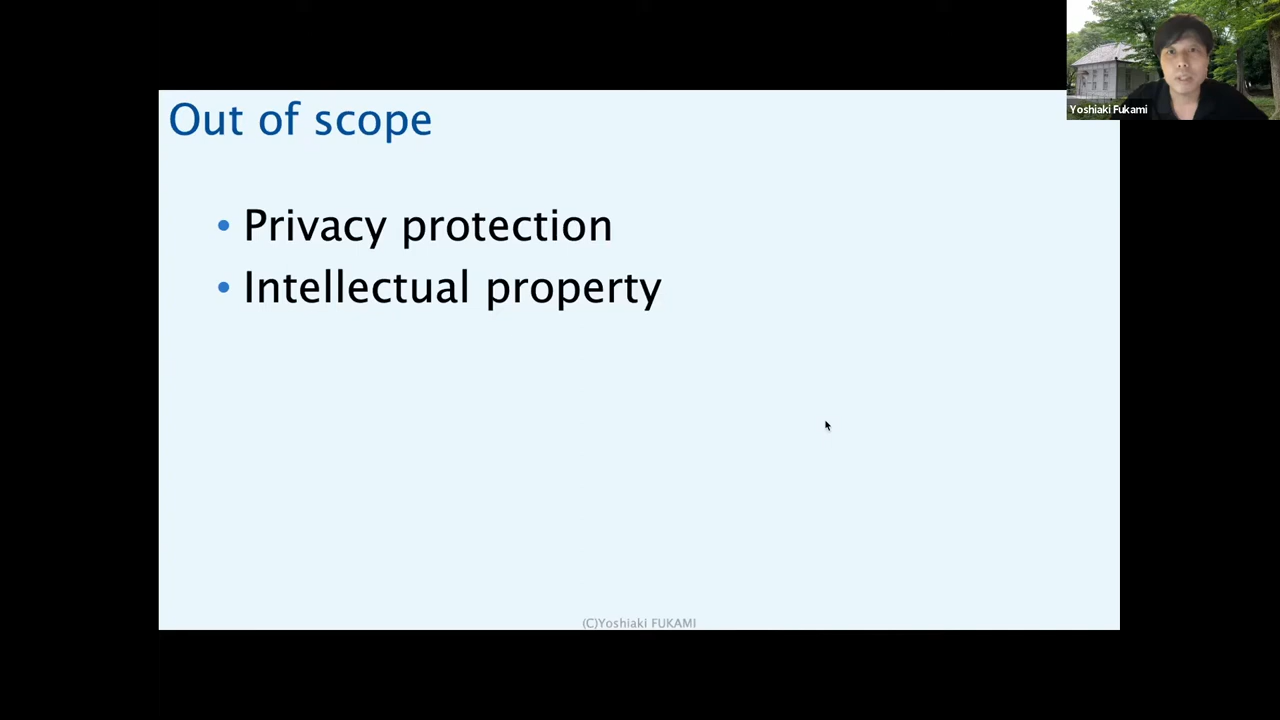 Out of scope
• Privacy protection
• Intellectual property
(C)Yoshiaki FUKAMI
Yoshiaki Fukami